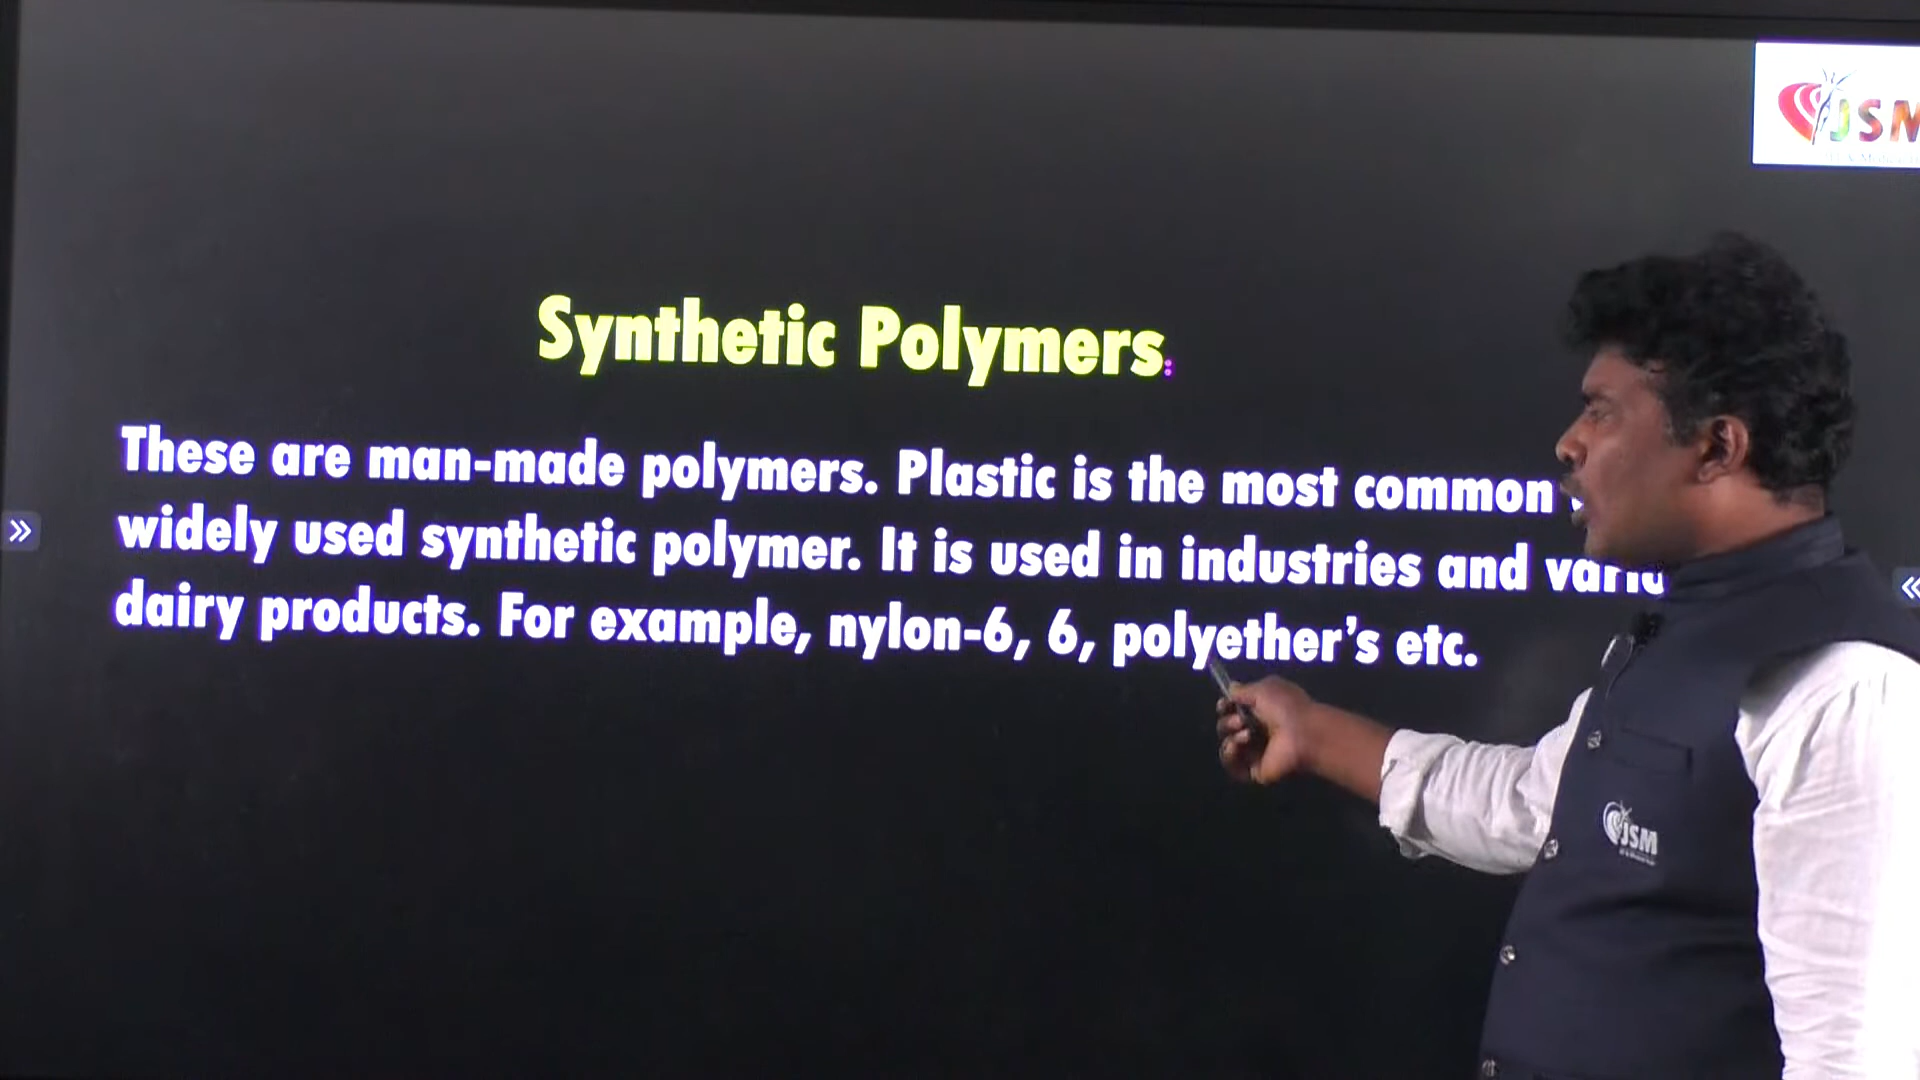 JSM
Synthetic Polymers:
These are man-made polymers. Plastic is the most common
widely used synthetic polymer. It is used in industries and
dairy products. For example, nylon-6, 6, polyether's etc.
JSM